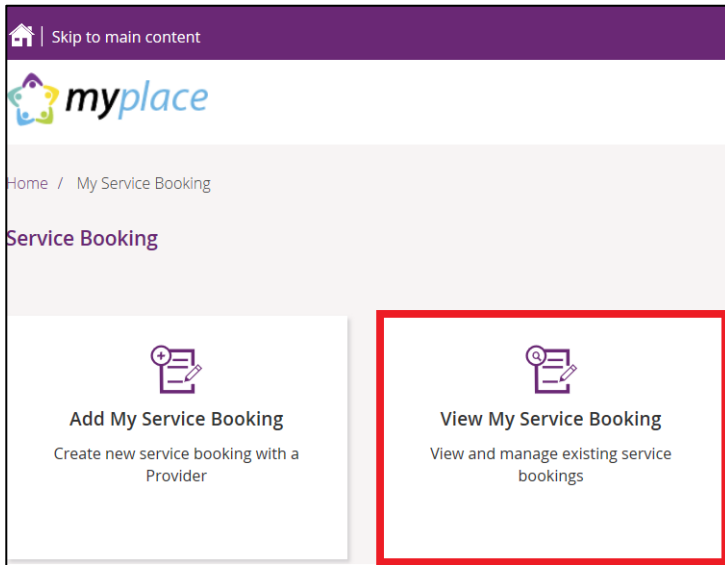 Skip to main content
myplace
Home / My Service Booking
Service Booking
Add My Service Booking
Create new service booking with a
Provider
View My Service Booking
View and manage existing service
bookings